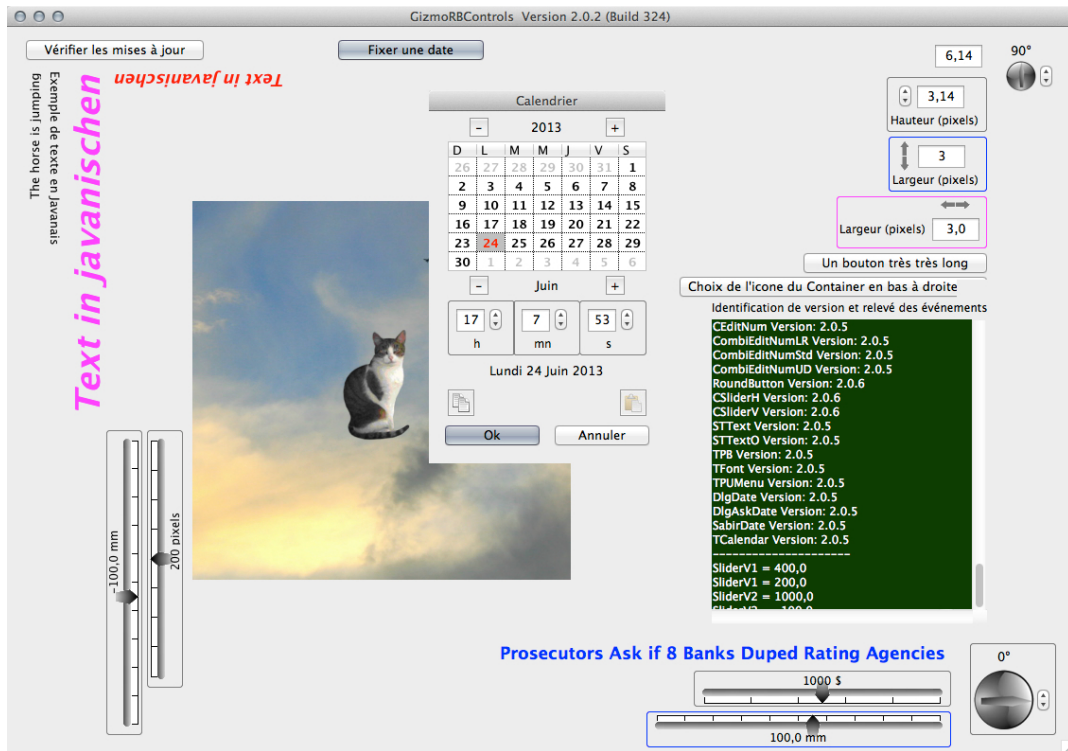 GizmoRBControls Version 2.0.2 (Build 324)
Vérifier les mises à jour
Fixer une date
Text in javanischen
Exemple de texte en Javanais
The horse is jumpuding
Text in javanischen
6,14
90°
3,14
Hauteur (pixels)
3
Largeur (pixels)
Largeur (pixels) 3,0
Un bouton très très long
Choix de l'icone du Container en bas à droite
Identification de version et relevé des événements
Calendrier
- 2013 +
D L M M J V S
26 27 28 29 30 31 1
2 3 4 5 6 7 8
9 10 11 12 13 14 15
16 17 18 19 20 21 22
23 24 25 26 27 28 29
30 1 2 3 4 5 6
- Juin +
17 7 53
h mn s
Lundi 24 Juin 2013
Ok Annuler
CEditNum Version: 2.0.5
CombiEditNumLR Version: 2.0.5
CombiEditNumStd Version: 2.0.5
CombiEditNumUD Version: 2.0.5
RoundButton Version: 2.0.6
CSliderH Version: 2.0.6
CSliderV Version: 2.0.6
STText Version: 2.0.5
STTextO Version: 2.0.5
TPB Version: 2.0.5
TFont Version: 2.0.5
TPUMenu Version: 2.0.5
DlgDate Version: 2.0.5
DlgAskDate Version: 2.0.5
SabirDate Version: 2.0.5
TCalendar Version: 2.0.5
----------------------
SliderV1 = 400,0
SliderV1 = 200,0
SliderV2 = 1000,0
-100,0 mm
200 pixels
Prosecutors Ask if 8 Banks Duped Rating Agencies
1000 $
100,0 mm
0°